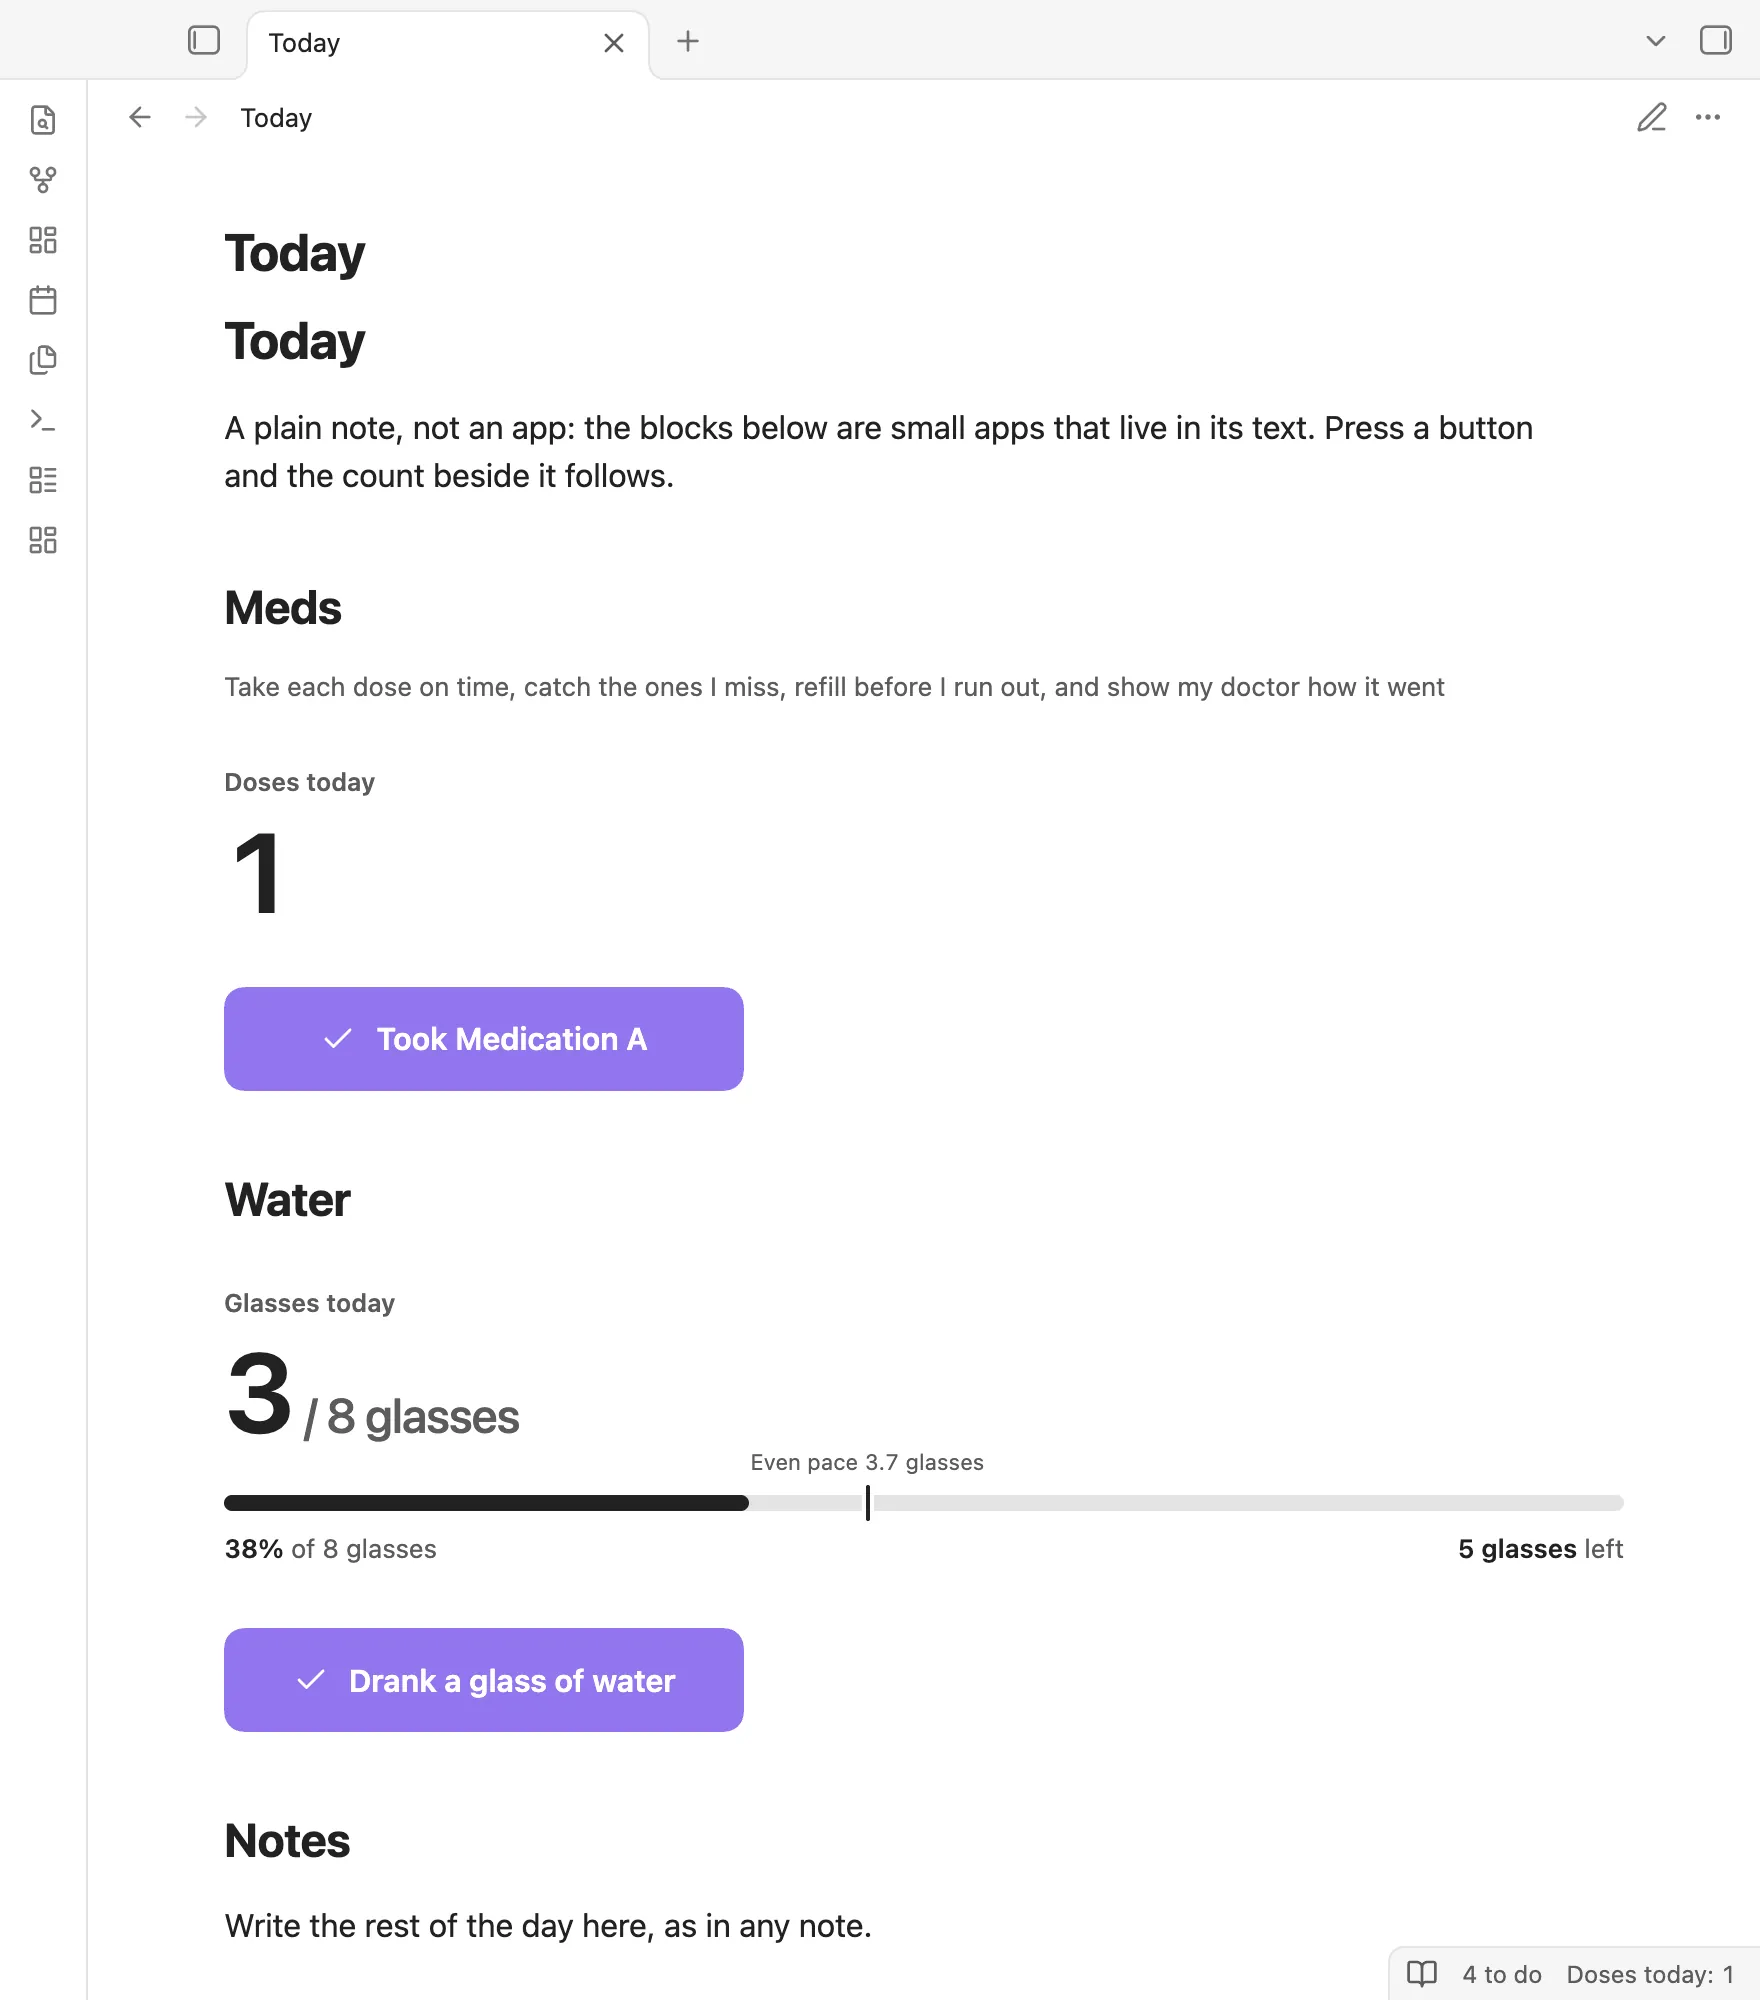 Today
Today
Today
Today
A plain note, not an app: the blocks below are small apps that live in its text. Press a button
and the count beside it follows.
Meds
Take each dose on time, catch the ones I miss, refill before I run out, and show my doctor how it went
Doses today
1
Took Medication A
Water
Glasses today
3 / 8 glasses
Even pace 3.7 glasses
38% of 8 glasses
5 glasses left
Drank a glass of water
Notes
Write the rest of the day here, as in any note.
4 to do
Doses today: 1